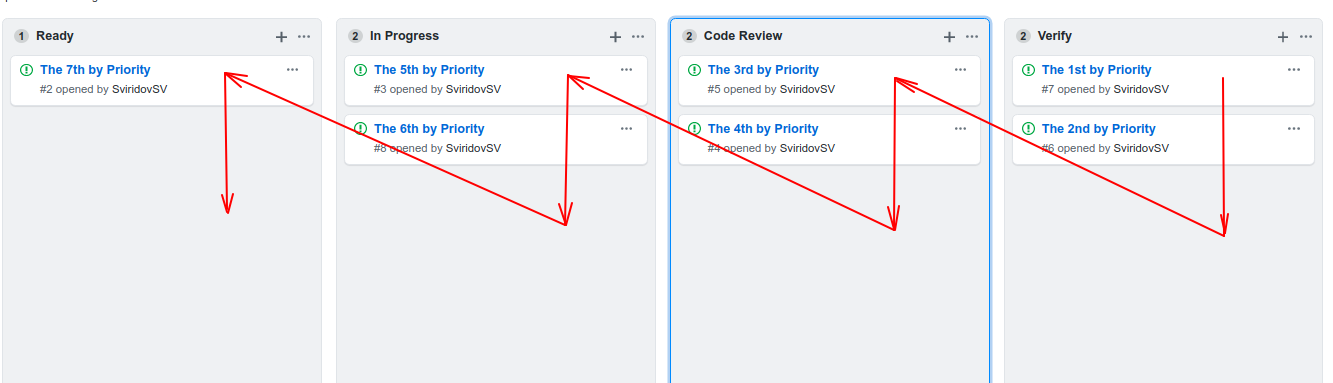 1 Ready
The 7th by Priority
#2 opened by SviridovSV
2 In Progress
The 5th by Priority
#3 opened by SviridovSV
The 6th by Priority
#8 opened by SviridovSV
2 Code Review
The 3rd by Priority
#5 opened by SviridovSV
The 4th by Priority
#4 opened by SviridovSV
2 Verify
The 1st by Priority
#7 opened by SviridovSV
The 2nd by Priority
#6 opened by SviridovSV